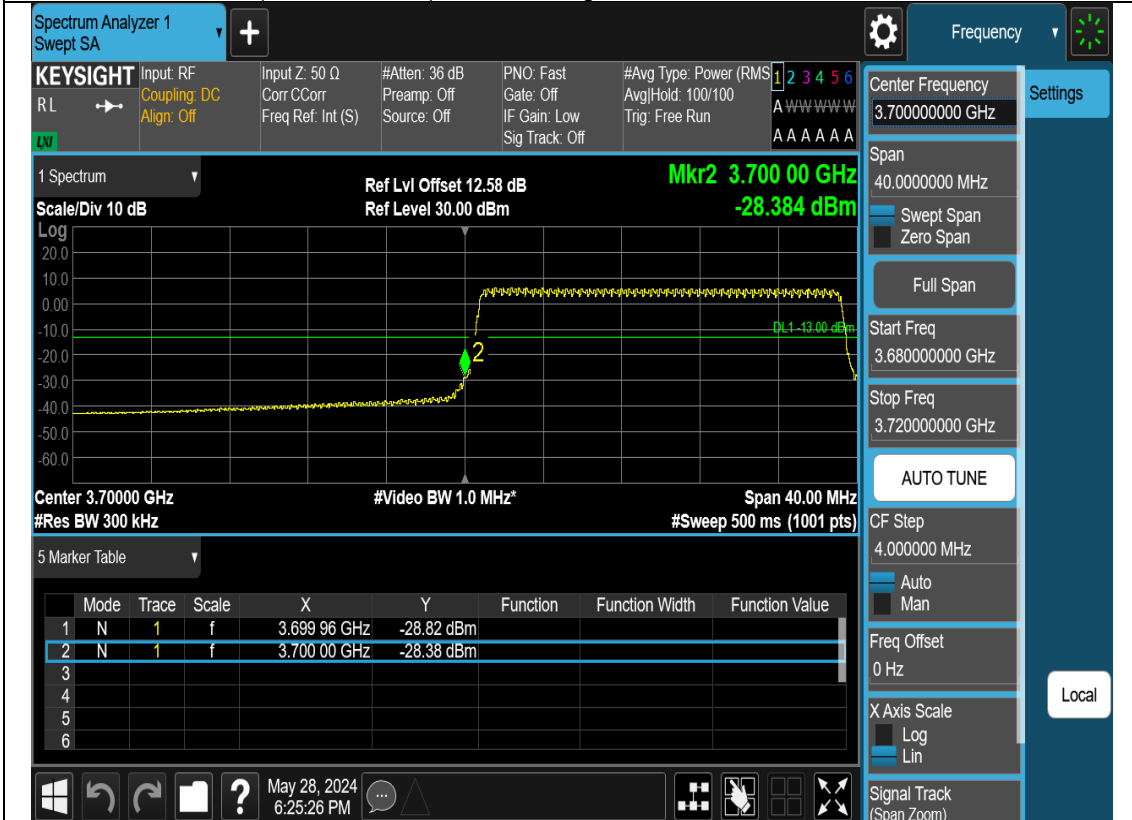 Spectrum Analyzer 1
Swept SA
+
Frequency
KEYSIGHT
RL
LXI
Input: RF
Coupling: DC
Align: Off
Input Z: 50 Ω
Corr CCorr
Freq Ref: Int (S)
#Atten: 36 dB
Preamp: Off
Source: Off
PNO: Fast
Gate: Off
IF Gain: Low
Sig Track: Off
#Avg Type: Power (RMS
Avg|Hold: 100/100
Trig: Free Run
1 2 3 4 5 6
A W W W W W
A A A A A A
1 Spectrum
Scale/Div 10 dB
Ref Lvl Offset 12.58 dB
Ref Level 30.00 dBm
Mkr2 3.700 00 GHz
-28.384 dBm
Log
20.0
10.0
0.00
-10.0
-20.0
-30.0
-40.0
-50.0
-60.0
DL1 -13.00 dBm
2
Center 3.70000 GHz
#Video BW 1.0 MHz*
Span 40.00 MHz
#Res BW 300 kHz
#Sweep 500 ms (1001 pts)
5 Marker Table
Mode Trace Scale X Y Function Function Width Function Value
1 N 1 f 3.699 96 GHz -28.82 dBm
2 N 1 f 3.700 00 GHz -28.38 dBm
3
4
5
6
?
May 28, 2024
6:25:26 PM
Center Frequency
3.700000000 GHz
Settings
Span
40.0000000 MHz
Swept Span
Zero Span
Full Span
Start Freq
3.680000000 GHz
Stop Freq
3.720000000 GHz
AUTO TUNE
CF Step
4.000000 MHz
Auto
Man
Freq Offset
0 Hz
Local
X Axis Scale
Log
Lin
Signal Track
(Span Zoom)